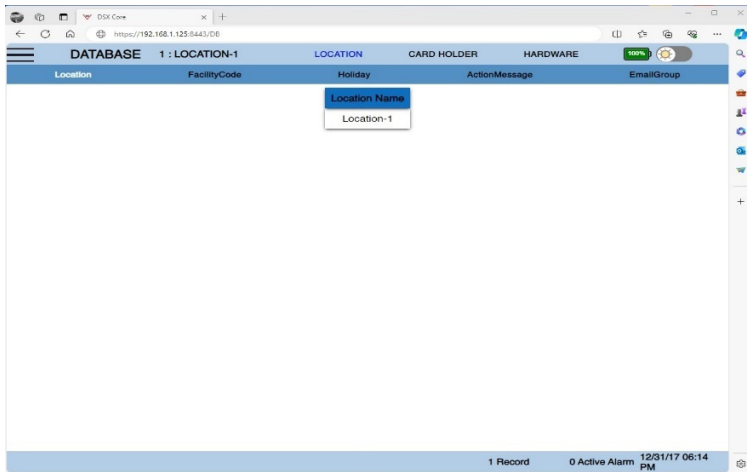 DSX Core
https://192.168.1.125:8443/DB
DATABASE 1 : LOCATION-1 LOCATION CARD HOLDER HARDWARE 100%
Location FacilityCode Holiday ActionMessage EmailGroup
Location Name
Location-1
1 Record 0 Active Alarm 12/31/17 06:14
PM